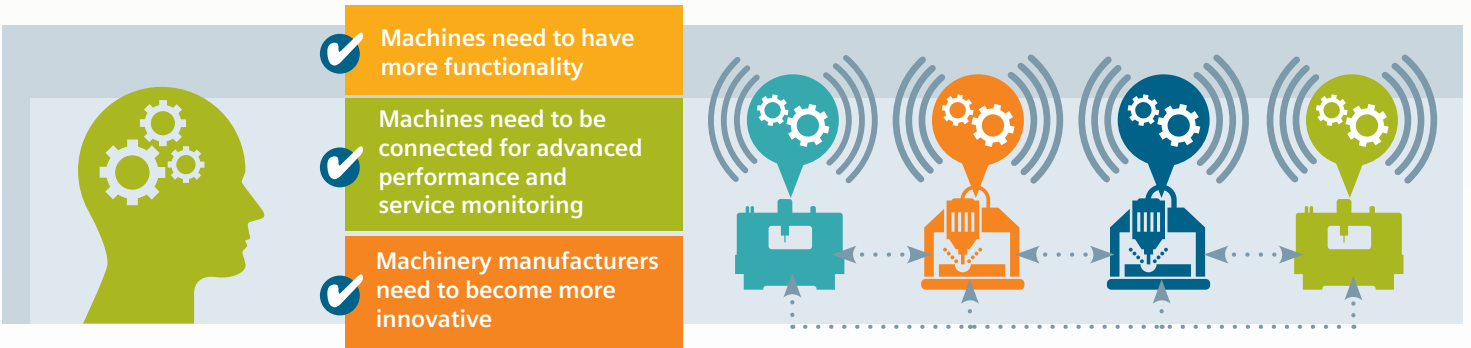 Machines need to have
more functionality
Machines need to be
connected for advanced
performance and
service monitoring
Machinery manufacturers
need to become more
innovative